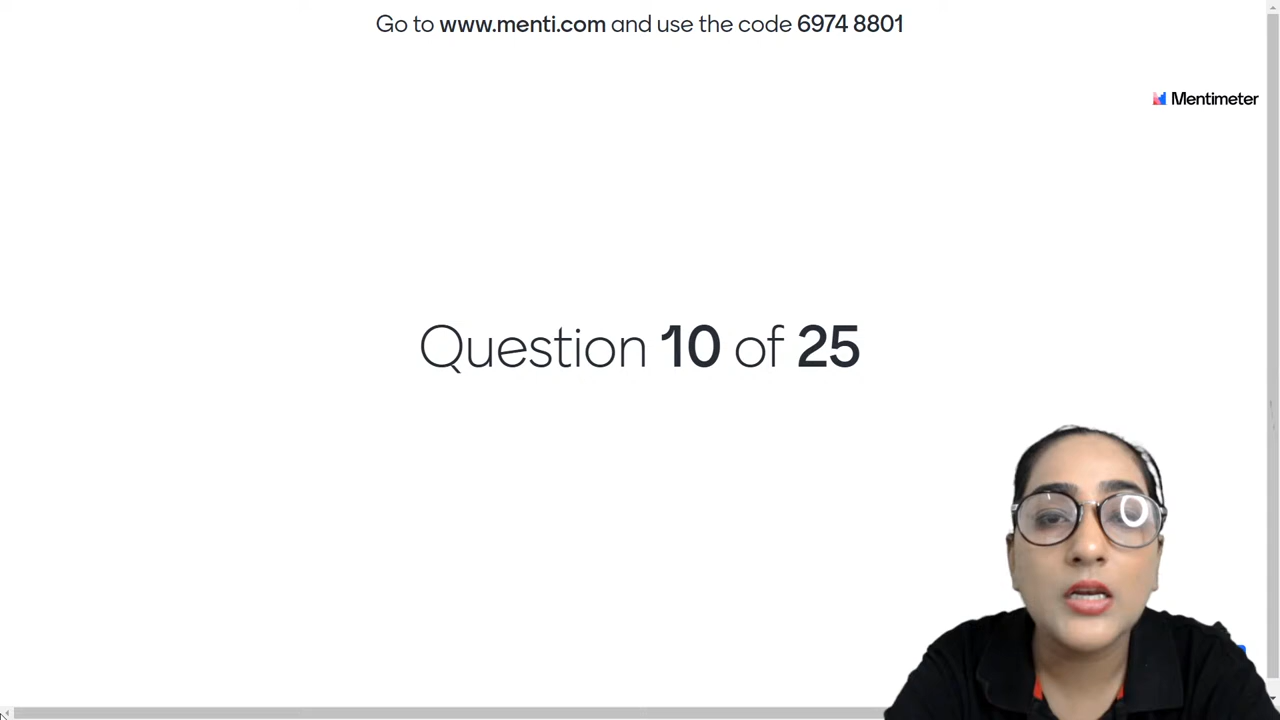 Go to www.menti.com and use the code 6974 8801
Mentimeter
Question 10 of 25